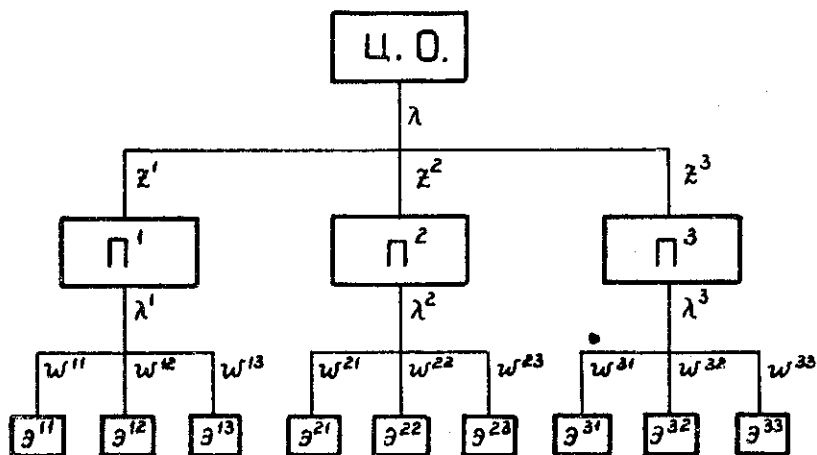 Ц. О.
λ
z¹ z² z³
П¹ П² П³
λ¹ λ² λ³
w¹¹ w¹² w¹³ w²¹ w²² w²³ w³¹ w³² w³³
Э¹¹ Э¹² Э¹³ Э²¹ Э²² Э²³ Э³¹ Э³² Э³³